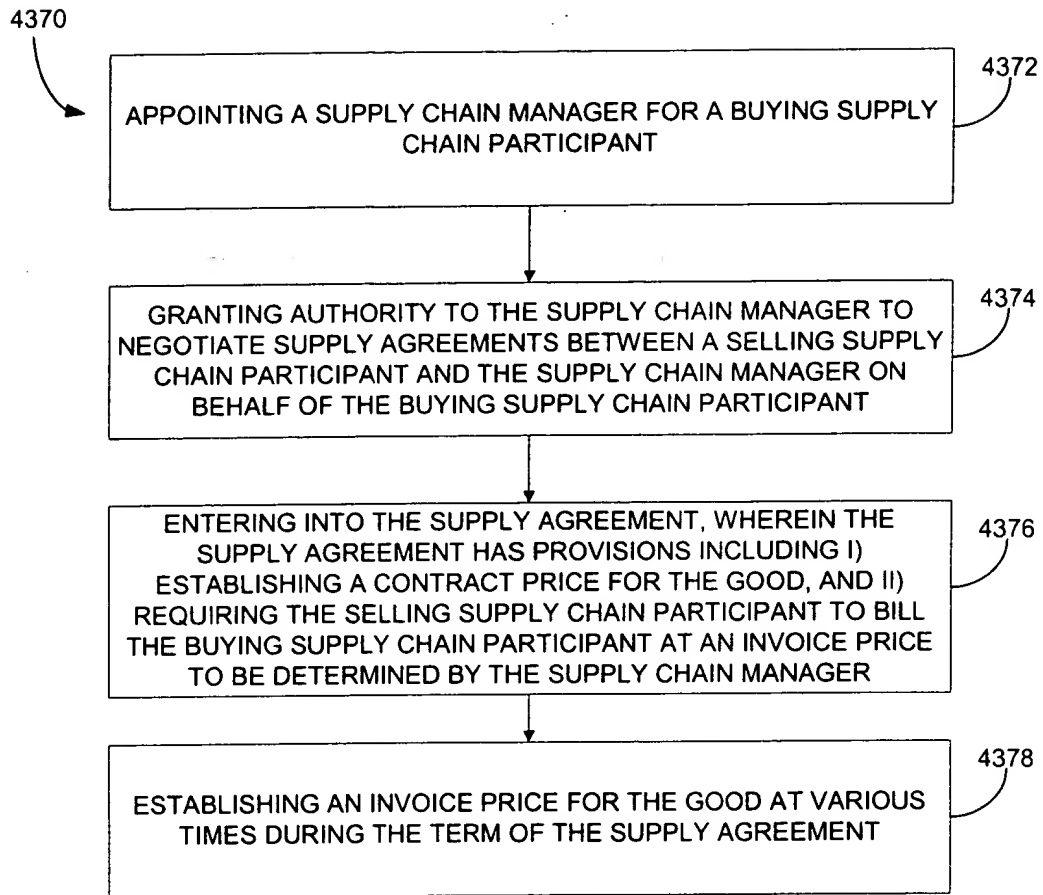 4370
4372
APPOINTING A SUPPLY CHAIN MANAGER FOR A BUYING SUPPLY
CHAIN PARTICIPANT
4374
GRANTING AUTHORITY TO THE SUPPLY CHAIN MANAGER TO
NEGOTIATE SUPPLY AGREEMENTS BETWEEN A SELLING SUPPLY
CHAIN PARTICIPANT AND THE SUPPLY CHAIN MANAGER ON
BEHALF OF THE BUYING SUPPLY CHAIN PARTICIPANT
4376
ENTERING INTO THE SUPPLY AGREEMENT, WHEREIN THE
SUPPLY AGREEMENT HAS PROVISIONS INCLUDING I)
ESTABLISHING A CONTRACT PRICE FOR THE GOOD, AND II)
REQUIRING THE SELLING SUPPLY CHAIN PARTICIPANT TO BILL
THE BUYING SUPPLY CHAIN PARTICIPANT AT AN INVOICE PRICE
TO BE DETERMINED BY THE SUPPLY CHAIN MANAGER
4378
ESTABLISHING AN INVOICE PRICE FOR THE GOOD AT VARIOUS
TIMES DURING THE TERM OF THE SUPPLY AGREEMENT